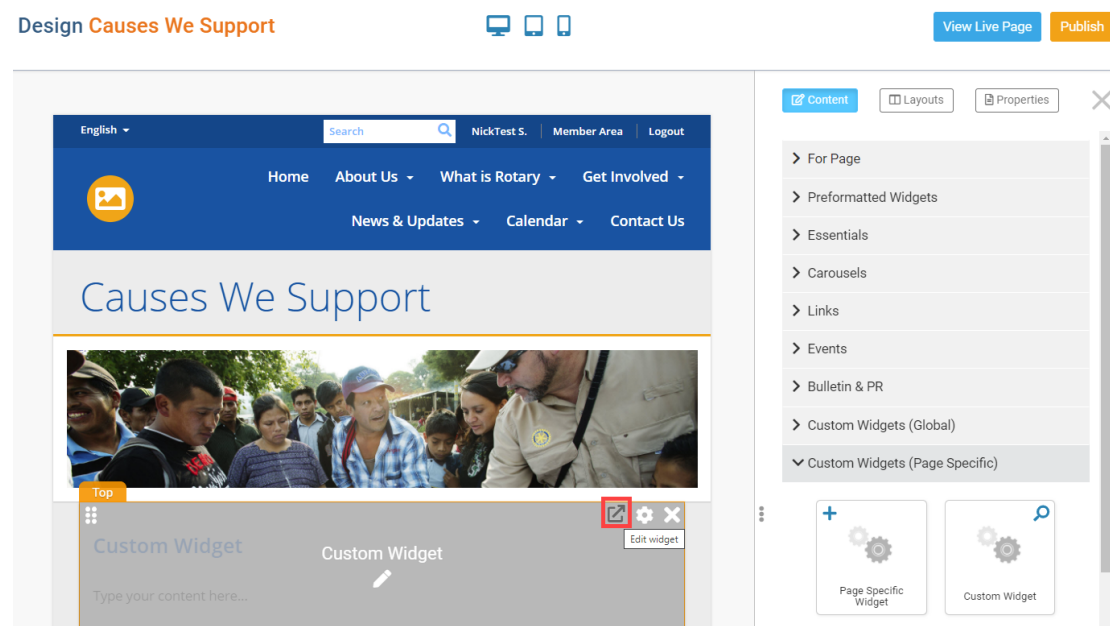 Design Causes We Support
View Live Page
Publish
Content
Layouts
Properties
English
Search
NickTest S.
Member Area
Logout
Home
About Us
What is Rotary
Get Involved
News & Updates
Calendar
Contact Us
Causes We Support
Top
Custom Widget
Custom Widget
Edit widget
Type your content here...
For Page
Preformatted Widgets
Essentials
Carousels
Links
Events
Bulletin & PR
Custom Widgets (Global)
Custom Widgets (Page Specific)
Page Specific
Widget
Custom Widget